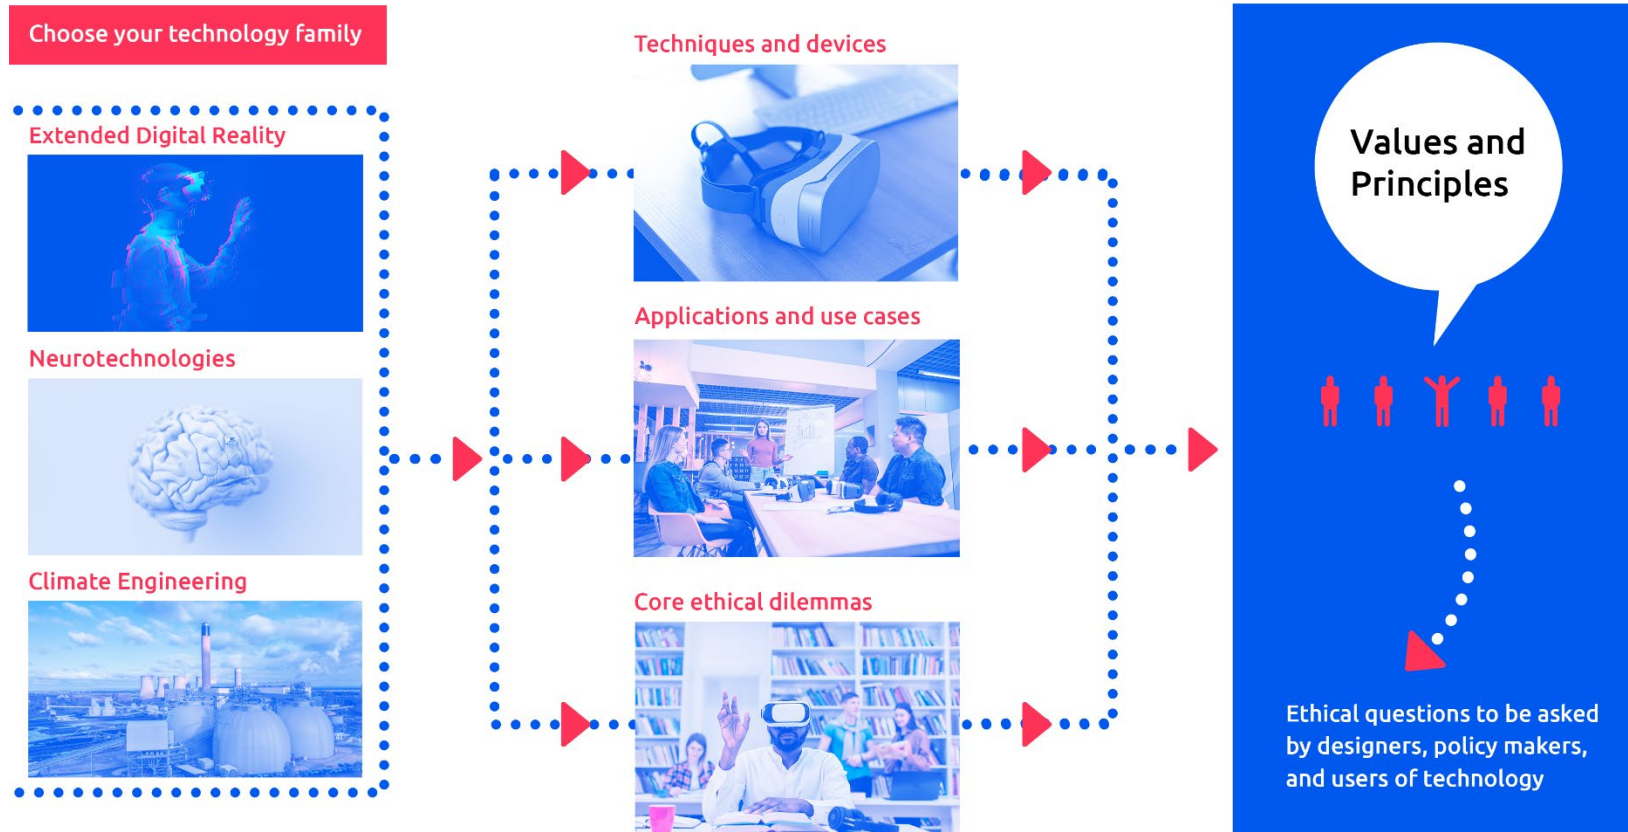 Choose your technology family
Extended Digital Reality
Neurotechnologies
Climate Engineering
Techniques and devices
Applications and use cases
Core ethical dilemmas
Values and
Principles
Ethical questions to be asked
by designers, policy makers,
and users of technology